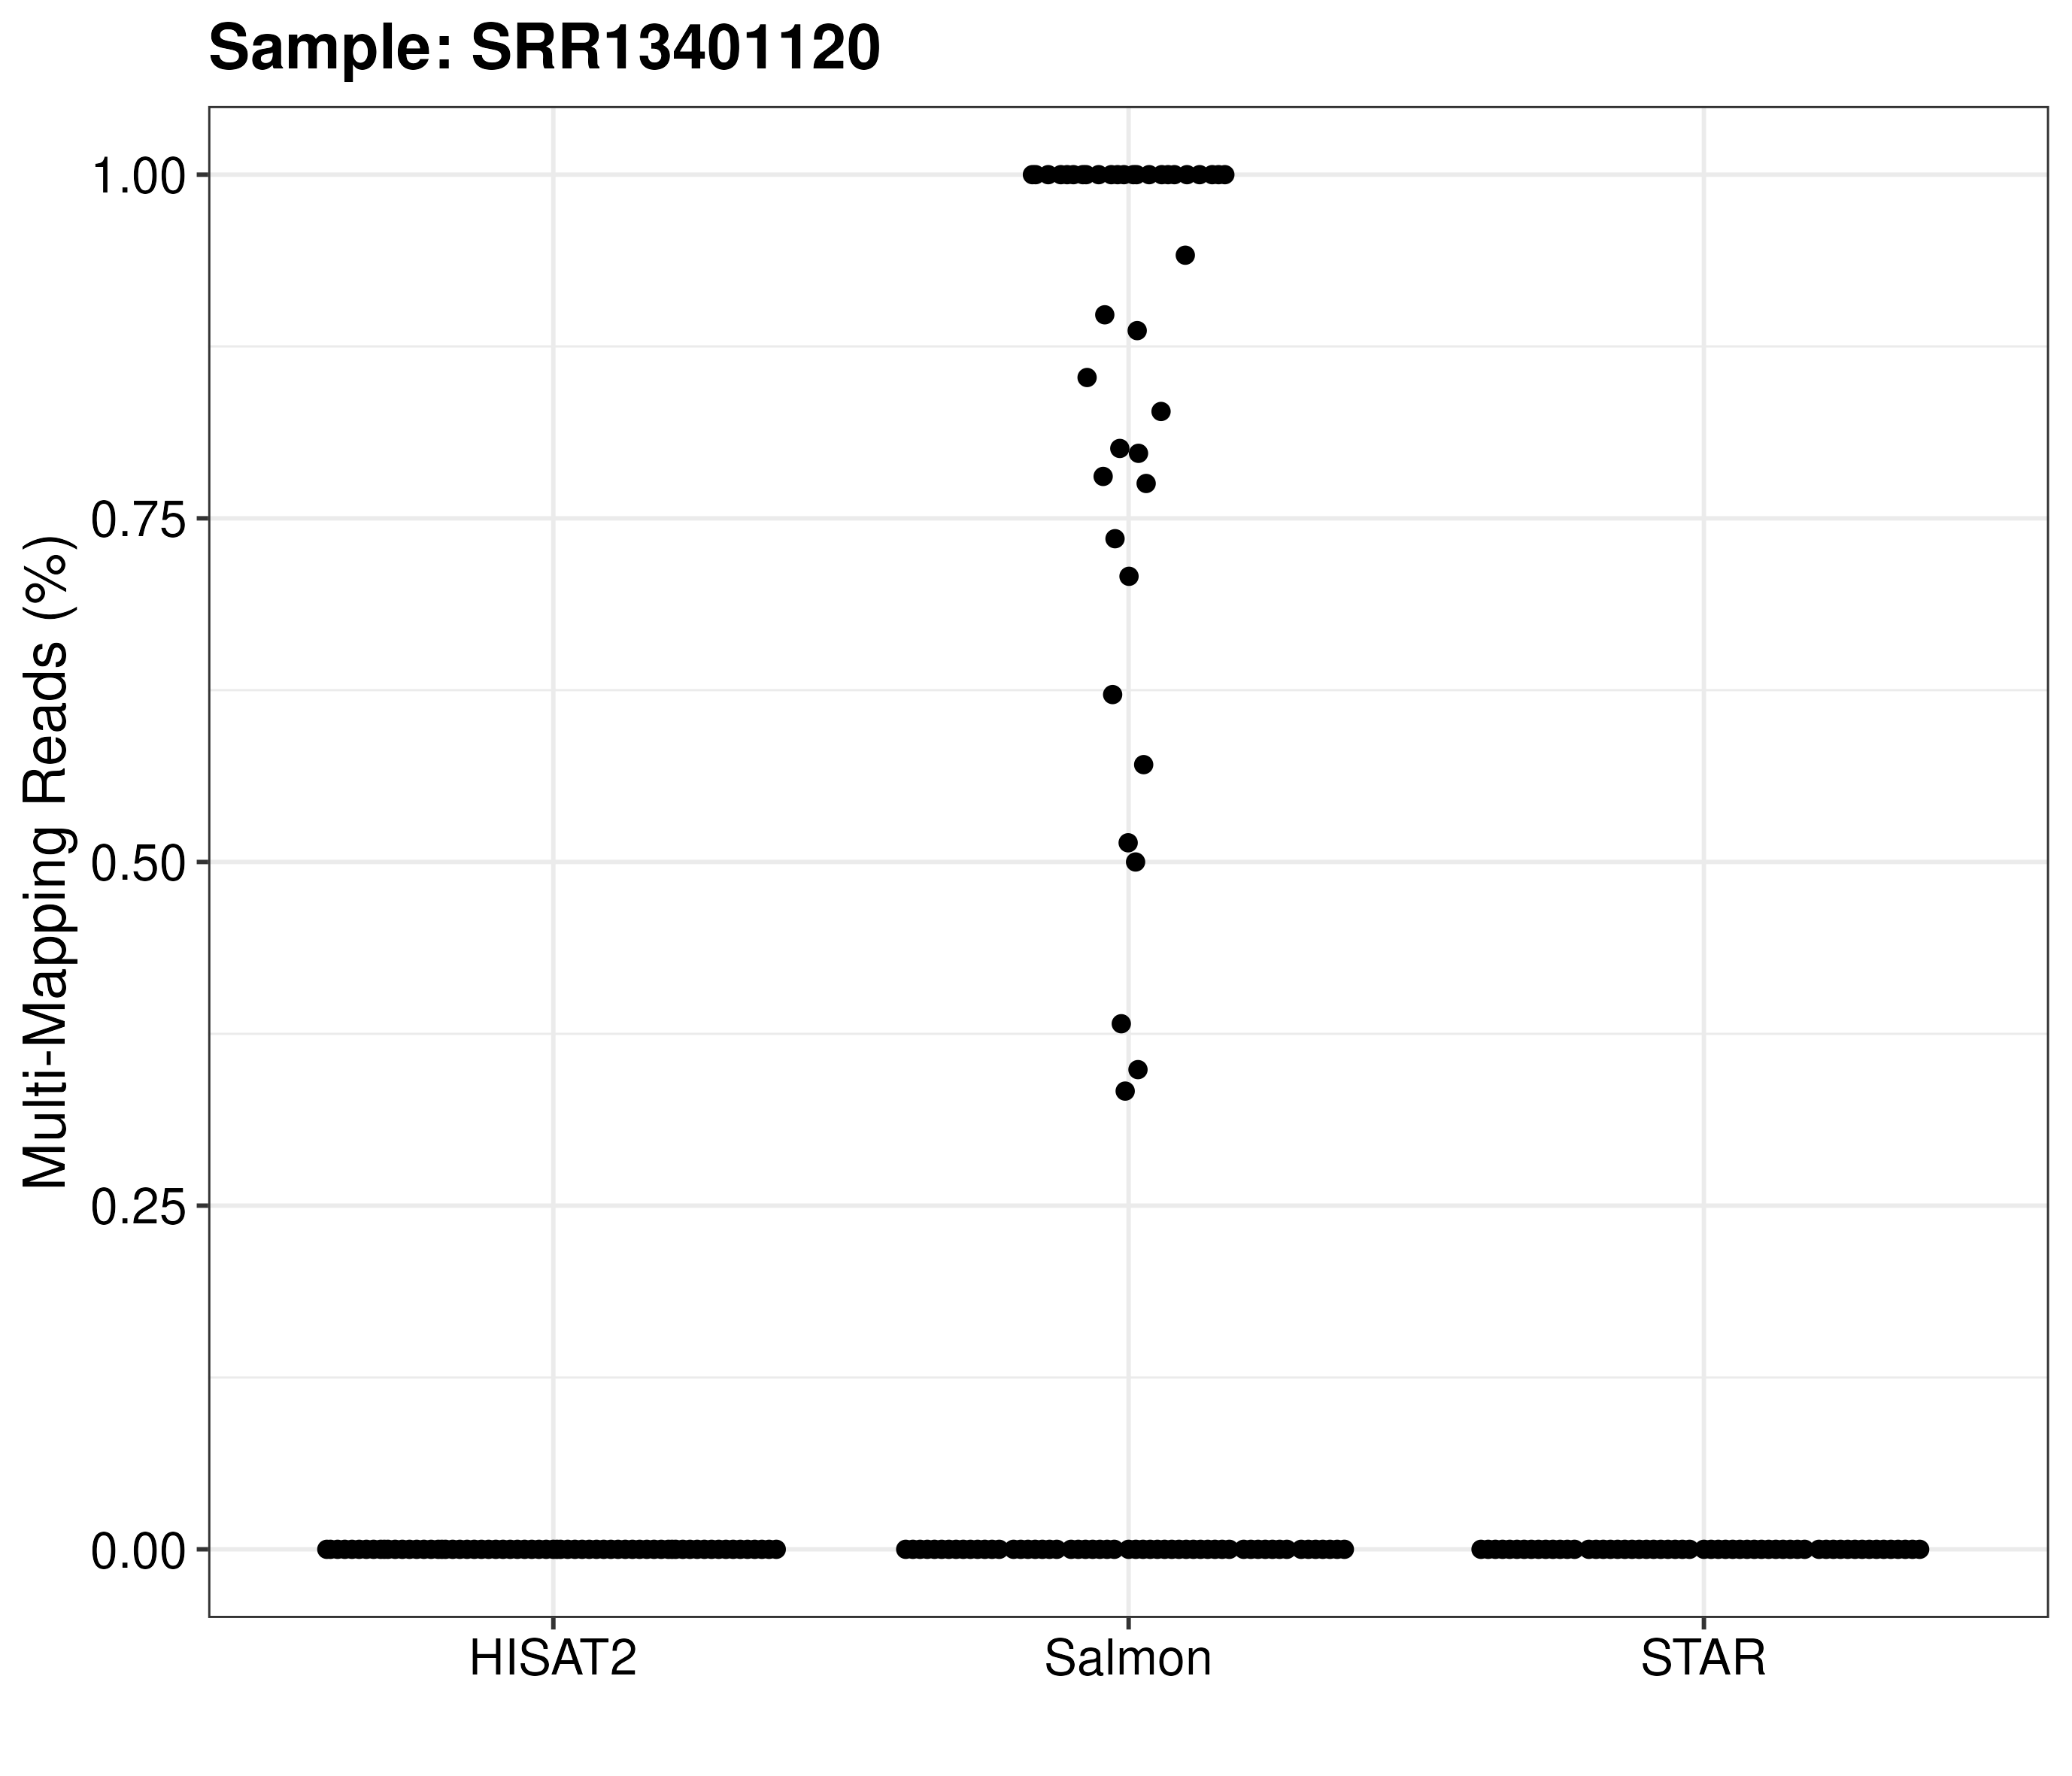 Sample: SRR13401120
Multi-Mapping Reads (%)
1.00
0.75
0.50
0.25
0.00
HISAT2 Salmon STAR